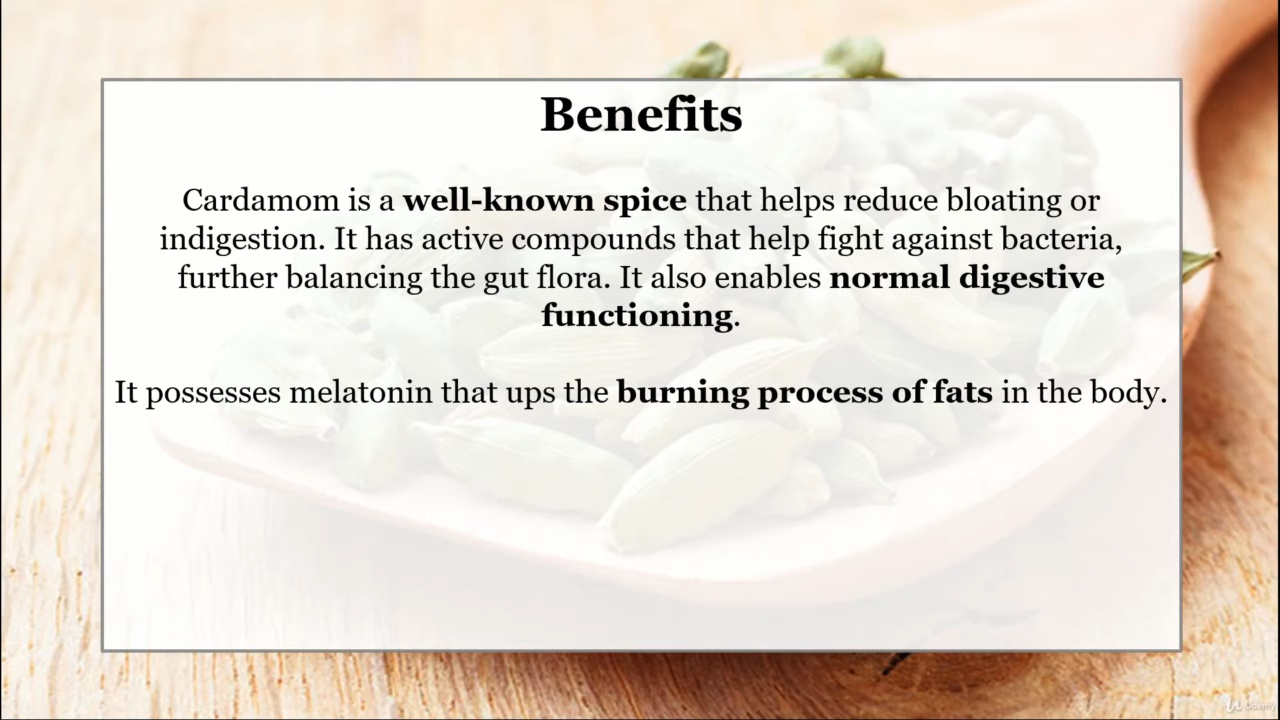 Benefits
Cardamom is a well-known spice that helps reduce bloating or
indigestion. It has active compounds that help fight against bacteria,
further balancing the gut flora. It also enables normal digestive
functioning.
It possesses melatonin that ups the burning process of fats in the body.
Udemy